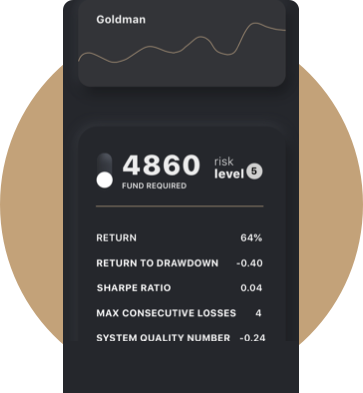 Goldman
4860 risk
level 5
FUND REQUIRED
RETURN 64%
RETURN TO DRAWDOWN -0.40
SHARPE RATIO 0.04
MAX CONSECUTIVE LOSSES 4
SYSTEM QUALITY NUMBER -0.24